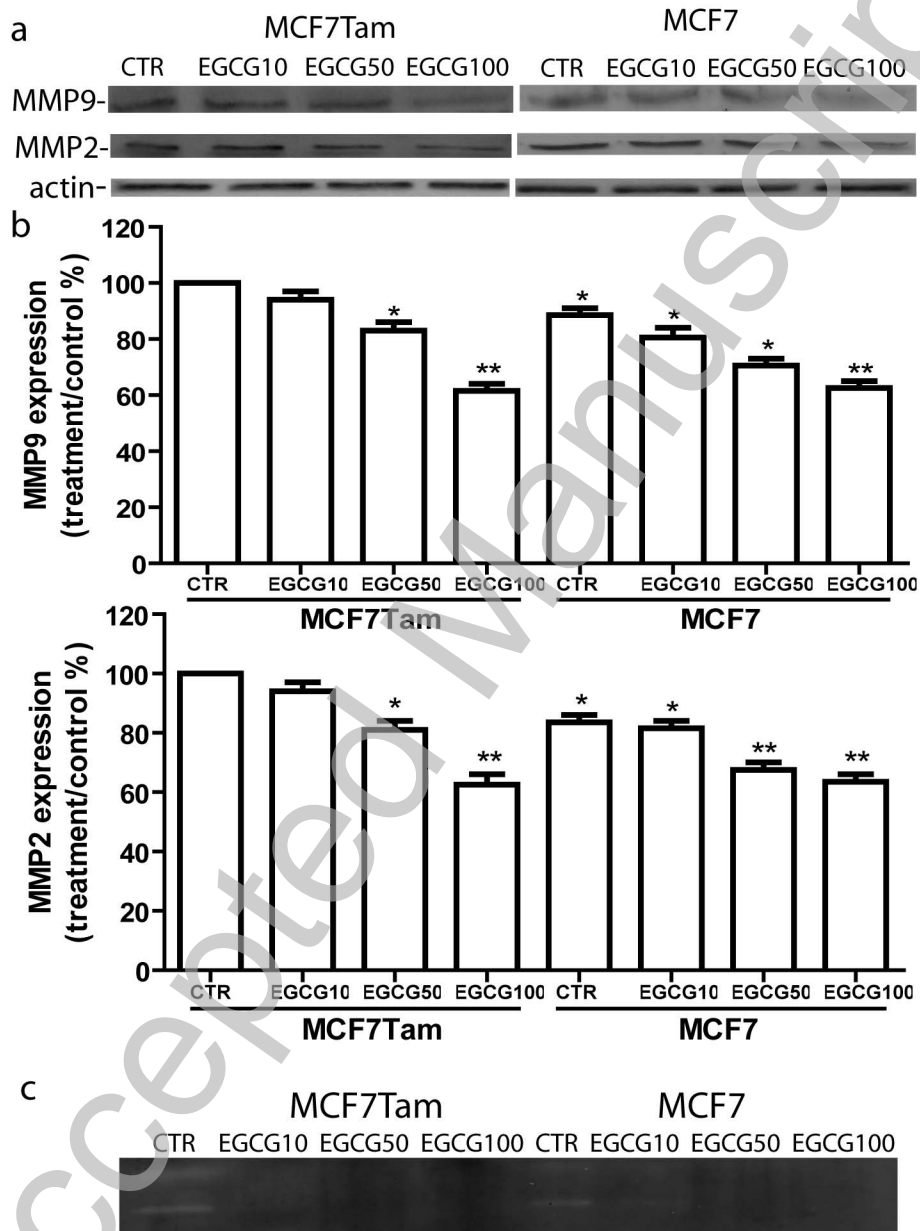 a
MCF7Tam MCF7
CTR EGCG10 EGCG50 EGCG100 CTR EGCG10 EGCG50 EGCG100
MMP9-
MMP2-
actin-
b
MMP9 expression
(treatment/control %)
120
100
80
60
40
20
0
* ** * * * **
CTR EGCG10 EGCG50 EGCG100 CTR EGCG10 EGCG50 EGCG100
MCF7Tam MCF7
MMP2 expression
(treatment/control %)
120
100
80
60
40
20
0
* ** * * ** **
CTR EGCG10 EGCG50 EGCG100 CTR EGCG10 EGCG50 EGCG100
MCF7Tam MCF7
c
MCF7Tam MCF7
CTR EGCG10 EGCG50 EGCG100 CTR EGCG10 EGCG50 EGCG100
ccepted Manuscri